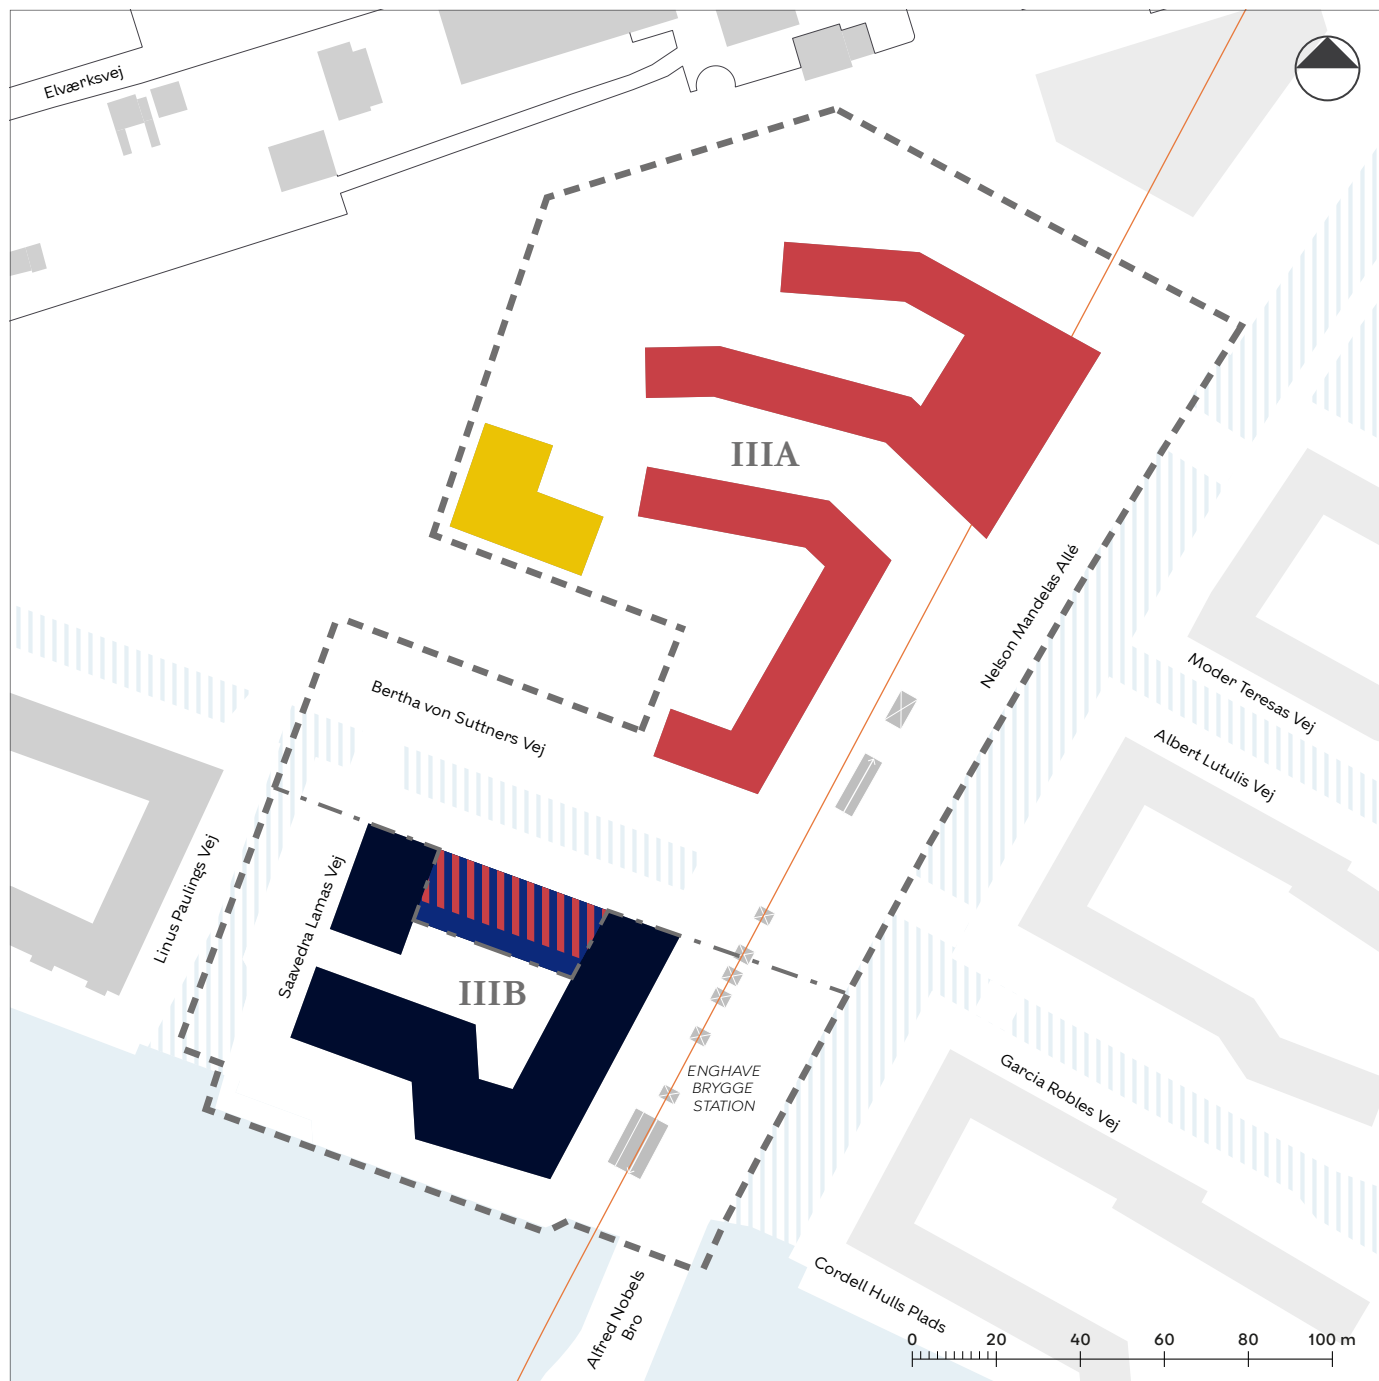 Elværksvej
IIIA
Nelson Mandelas Allé
Moder Teresas Vej
Bertha von Suttners Vej
Albert Lutulis Vej
Linus Paulings Vej
Saavedra Lamas Vej
IIIB
ENGHAVE
BRYGGE
STATION
Garcia Robles Vej
Cordell Hulls Plads
Alfred Nobels
Bro
0 20 40 60 80 100 m